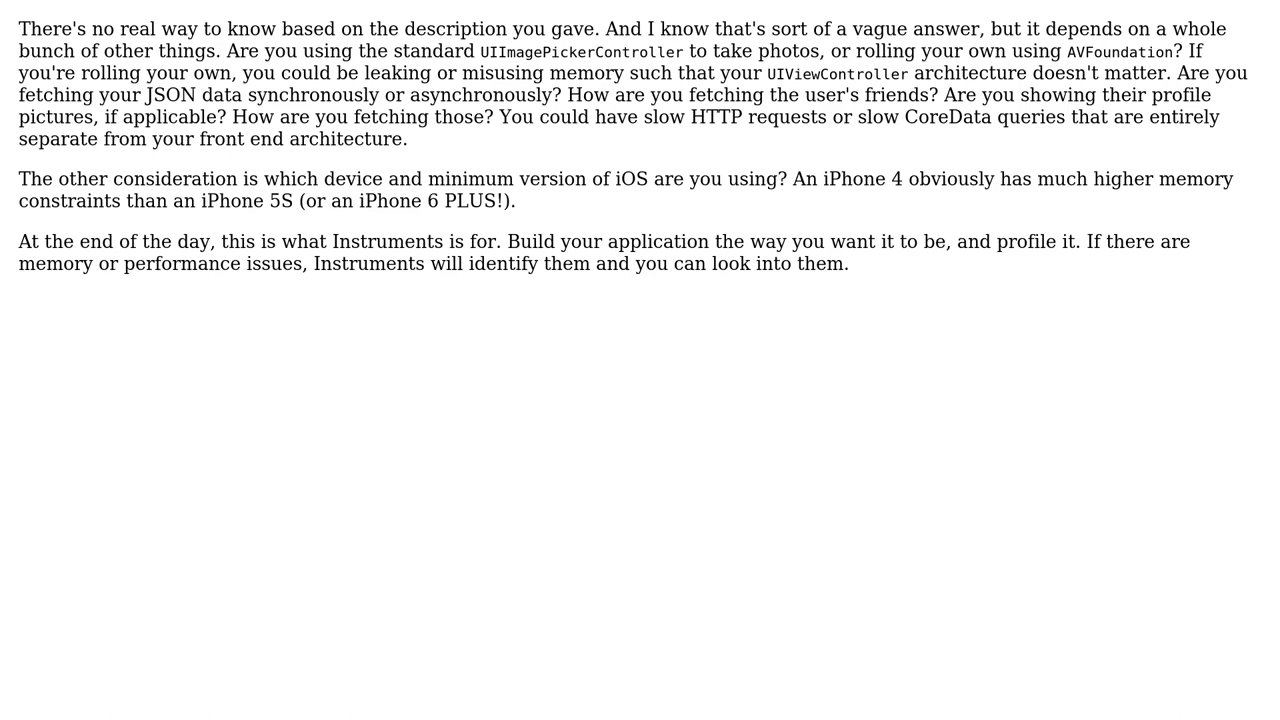 There's no real way to know based on the description you gave. And I know that's sort of a vague answer, but it depends on a whole
bunch of other things. Are you using the standard UIImagePickerController to take photos, or rolling your own using AVFoundation? If
you're rolling your own, you could be leaking or misusing memory such that your UIViewController architecture doesn't matter. Are you
fetching your JSON data synchronously or asynchronously? How are you fetching the user's friends? Are you showing their profile
pictures, if applicable? How are you fetching those? You could have slow HTTP requests or slow CoreData queries that are entirely
separate from your front end architecture.
The other consideration is which device and minimum version of iOS are you using? An iPhone 4 obviously has much higher memory
constraints than an iPhone 5S (or an iPhone 6 PLUS!).
At the end of the day, this is what Instruments is for. Build your application the way you want it to be, and profile it. If there are
memory or performance issues, Instruments will identify them and you can look into them.